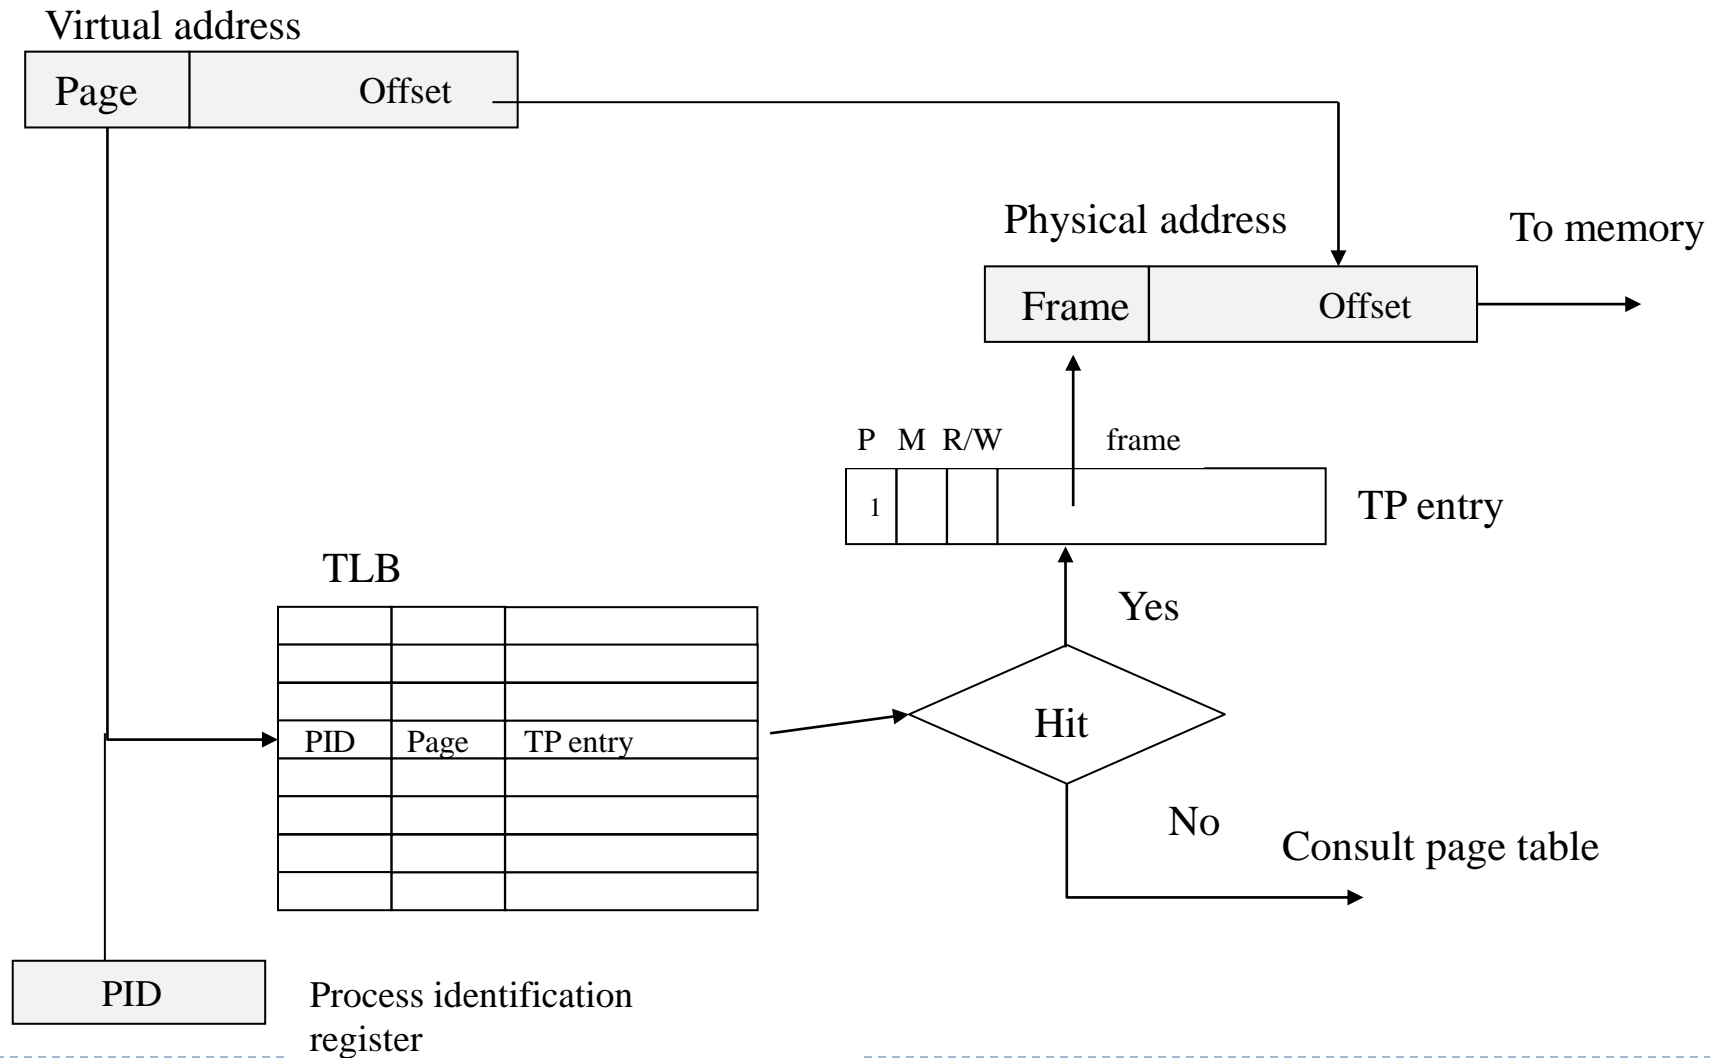 Virtual address
Page
Offset
Physical address
To memory
Frame
Offset
P M R/W frame
1
TP entry
TLB
Yes
PID Page TP entry
Hit
No
Consult page table
PID
Process identification
register